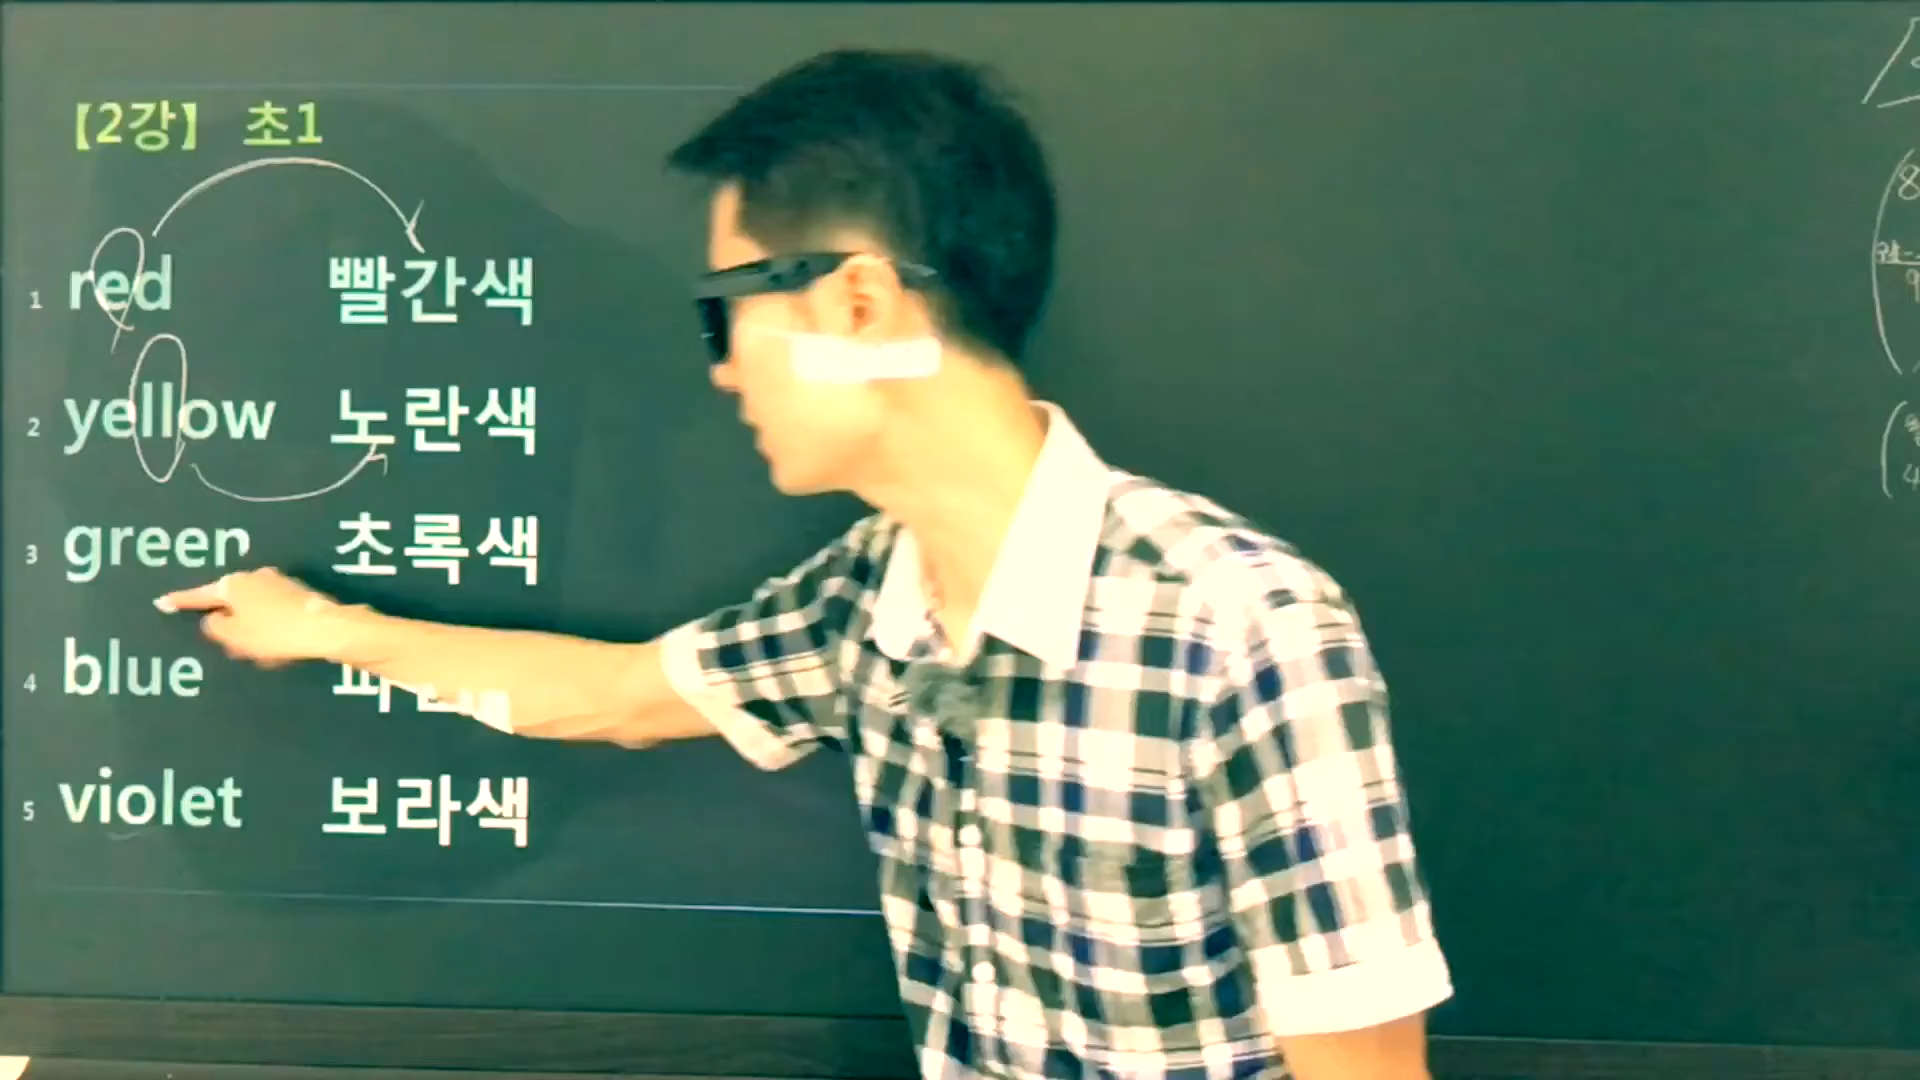 【2강】 초1
1 red 빨간색
2 yellow 노란색
3 green 초록색
4 blue
5 violet 보라색